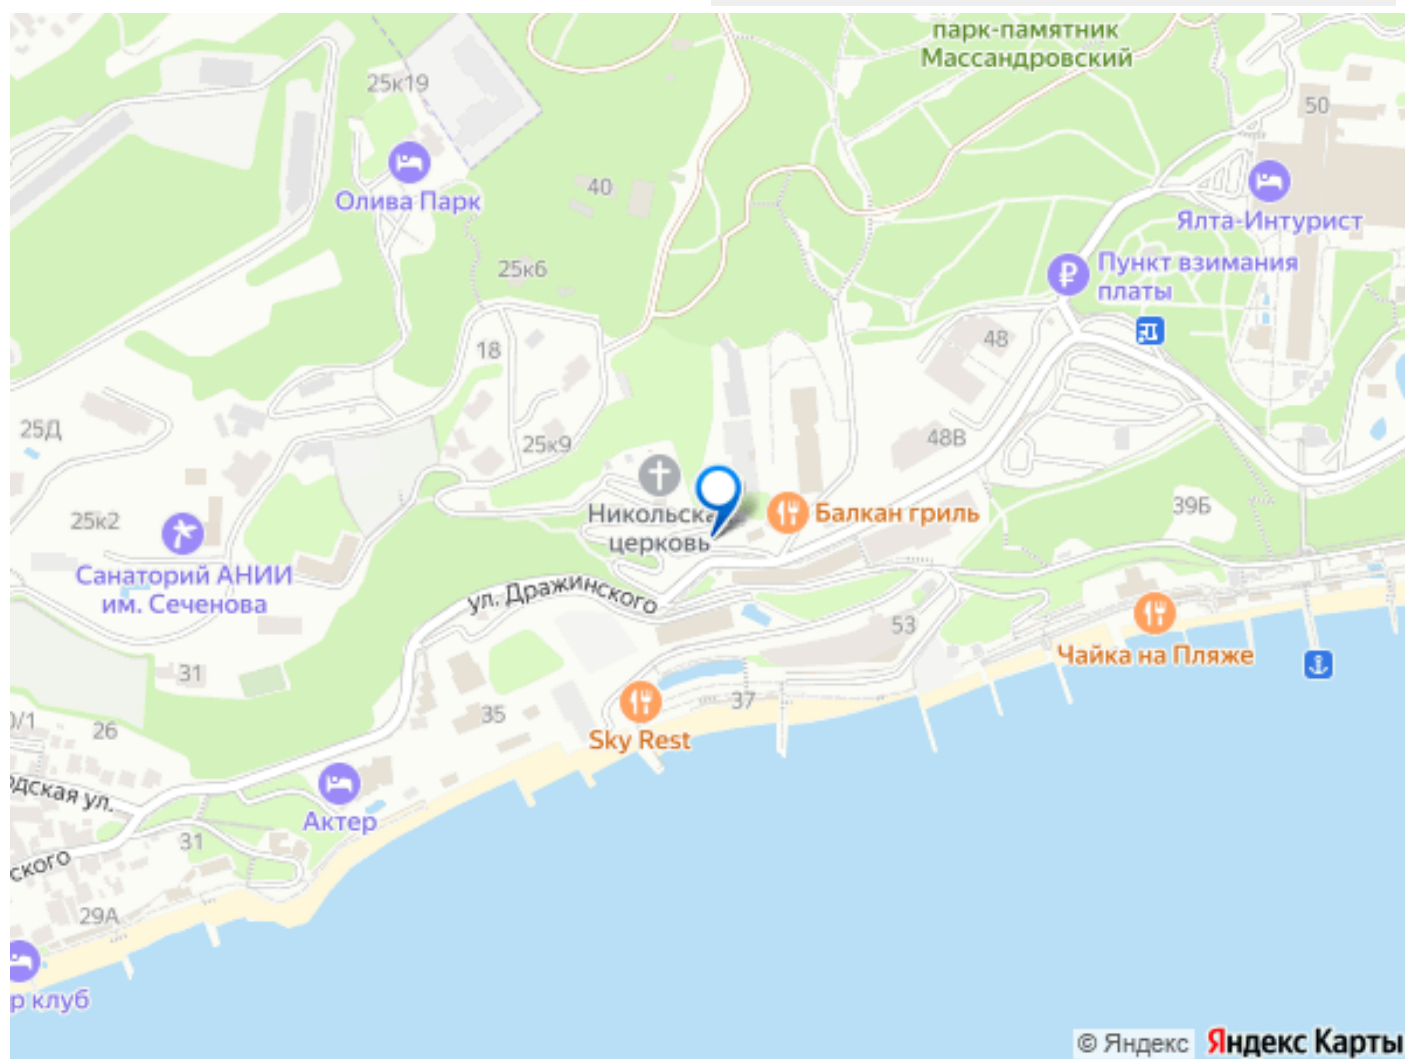 парк-памятник
Массандровский
25к19
50
Олива Парк
40
Ялта-Интурист
25к6
Пункт взимания
платы
18
48
25Д
25к9
48В
39Б
25к2
Никольская
церковь
Балкан гриль
Санаторий АНИИ
им. Сеченова
ул. Дражинского
53
Чайка на Пляже
31
0/1
26
35
37
Sky Rest
дская ул.
Актер
31
ского
29А
р клуб
© Яндекс Яндекс Карты